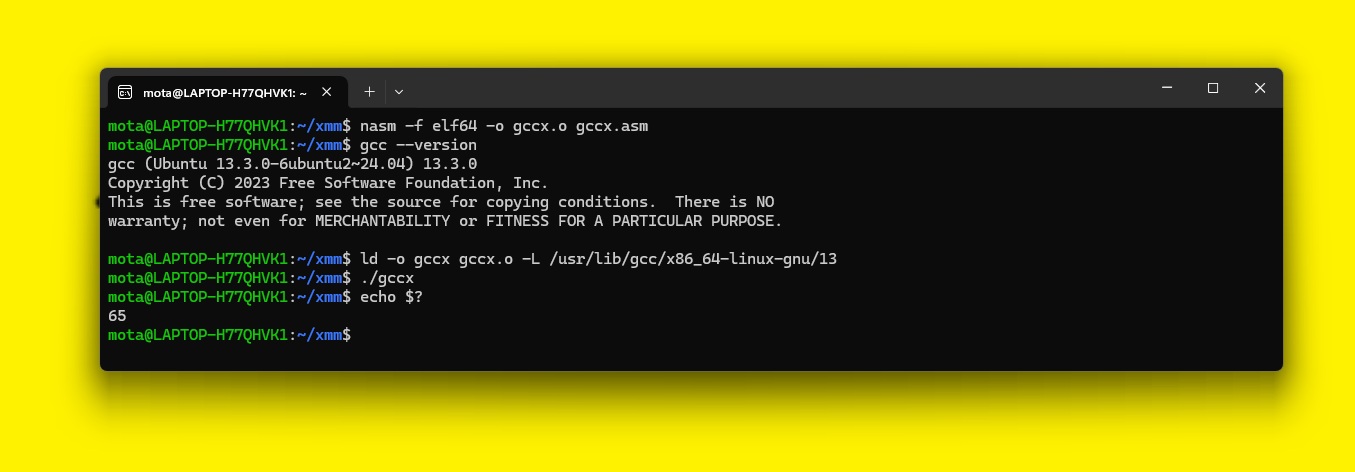 mota@LAPTOP-H77QHVK1: ~
mota@LAPTOP-H77QHVK1:~/xmm$ nasm -f elf64 -o gccx.o gccx.asm
mota@LAPTOP-H77QHVK1:~/xmm$ gcc --version
gcc (Ubuntu 13.3.0-6ubuntu2~24.04) 13.3.0
Copyright (C) 2023 Free Software Foundation, Inc.
This is free software; see the source for copying conditions.  There is NO
warranty; not even for MERCHANTABILITY or FITNESS FOR A PARTICULAR PURPOSE.
mota@LAPTOP-H77QHVK1:~/xmm$ ld -o gccx gccx.o -L /usr/lib/gcc/x86_64-linux-gnu/13
mota@LAPTOP-H77QHVK1:~/xmm$ ./gccx
mota@LAPTOP-H77QHVK1:~/xmm$ echo $?
65
mota@LAPTOP-H77QHVK1:~/xmm$